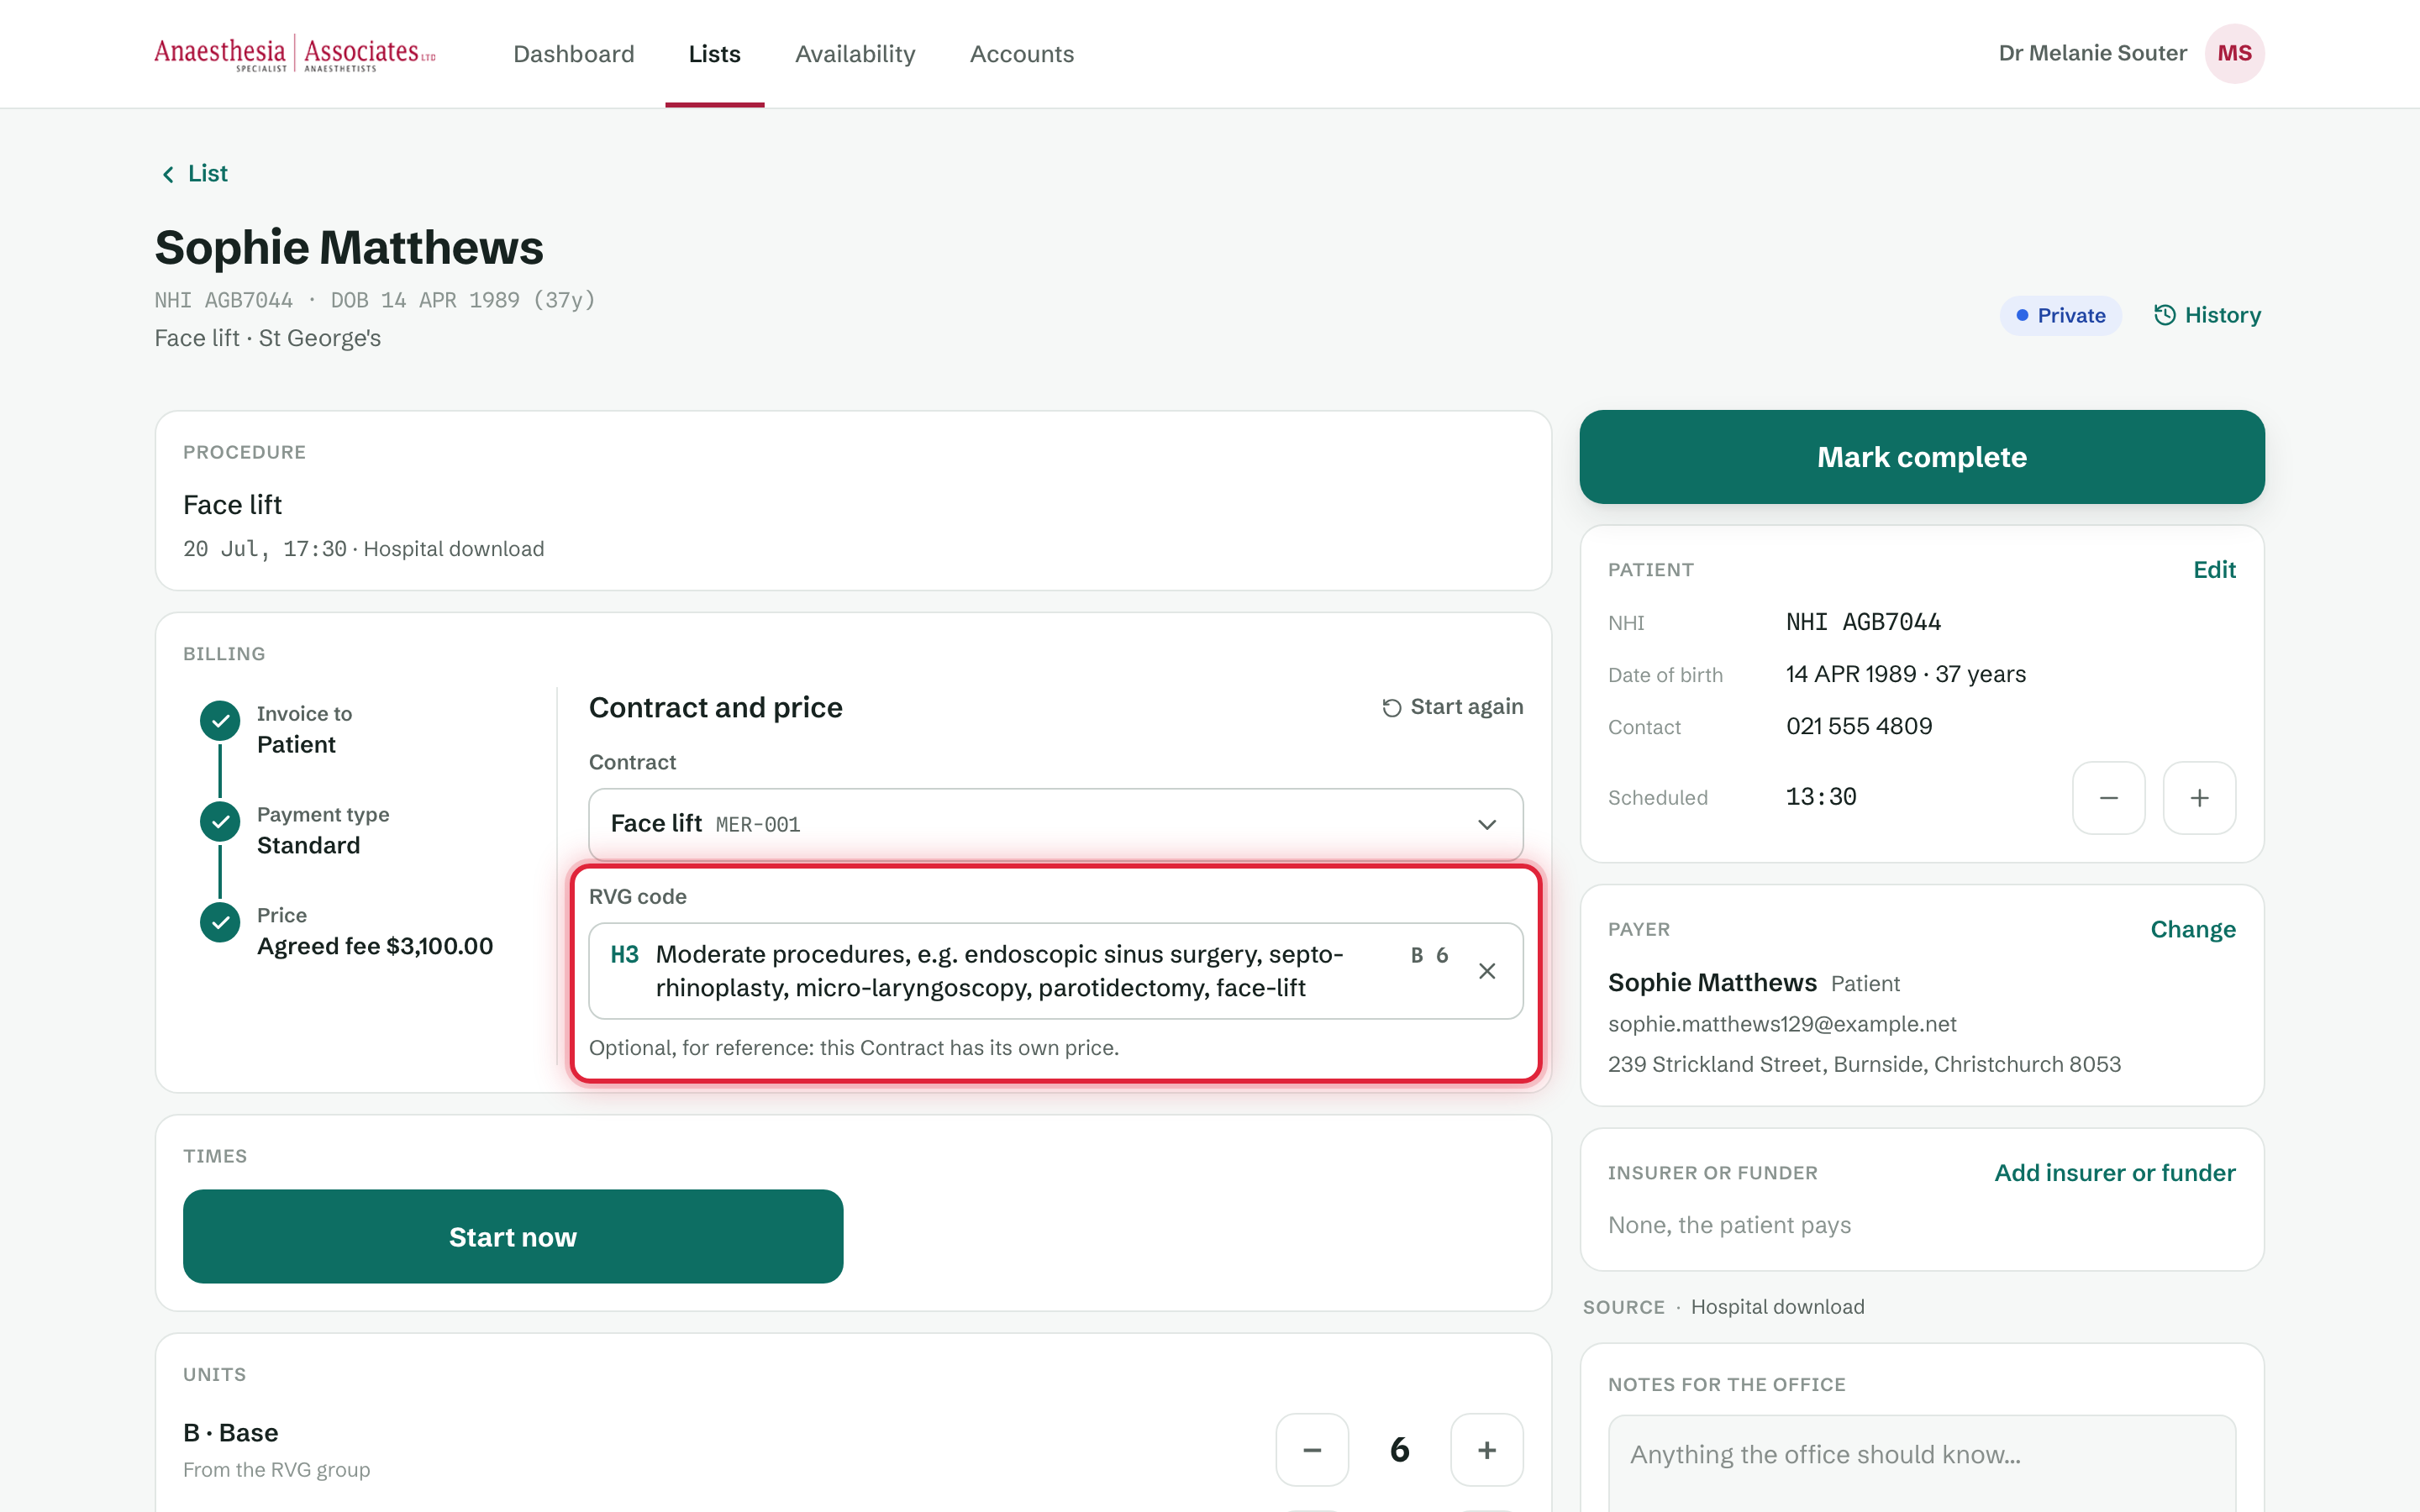 Anaesthesia Associates LTD
SPECIALIST ANAESTHETISTS
Dashboard
Lists
Availability
Accounts
Dr Melanie Souter
MS
List
Sophie Matthews
NHI AGB7044 · DOB 14 APR 1989 (37y)
Face lift · St George's
Private
History
PROCEDURE
Face lift
20 Jul, 17:30 · Hospital download
BILLING
Invoice to
Patient
Payment type
Standard
Price
Agreed fee $3,100.00
Contract and price
Start again
Contract
Face lift MER-001
RVG code
H3 Moderate procedures, e.g. endoscopic sinus surgery, septo-
rhinoplasty, micro-laryngoscopy, parotidectomy, face-lift
B 6
Optional, for reference: this Contract has its own price.
TIMES
Start now
UNITS
B · Base
From the RVG group
6
Mark complete
PATIENT
Edit
NHI
NHI AGB7044
Date of birth
14 APR 1989 · 37 years
Contact
021 555 4809
Scheduled
13:30
PAYER
Change
Sophie Matthews Patient
sophie.matthews129@example.net
239 Strickland Street, Burnside, Christchurch 8053
INSURER OR FUNDER
Add insurer or funder
None, the patient pays
SOURCE · Hospital download
NOTES FOR THE OFFICE
Anything the office should know...